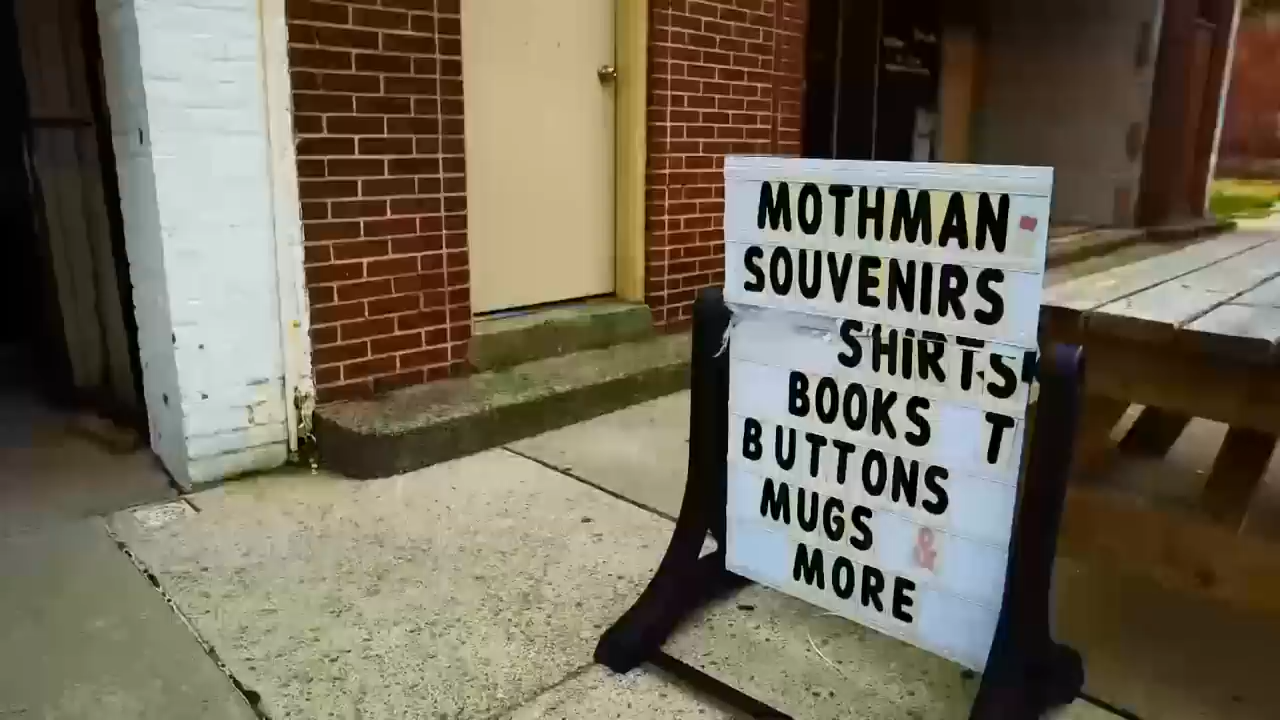 MOTHMAN-
SOUVENIRS
SHiRTS
BOOKS T
BUTTONS
MUGS &
MORE